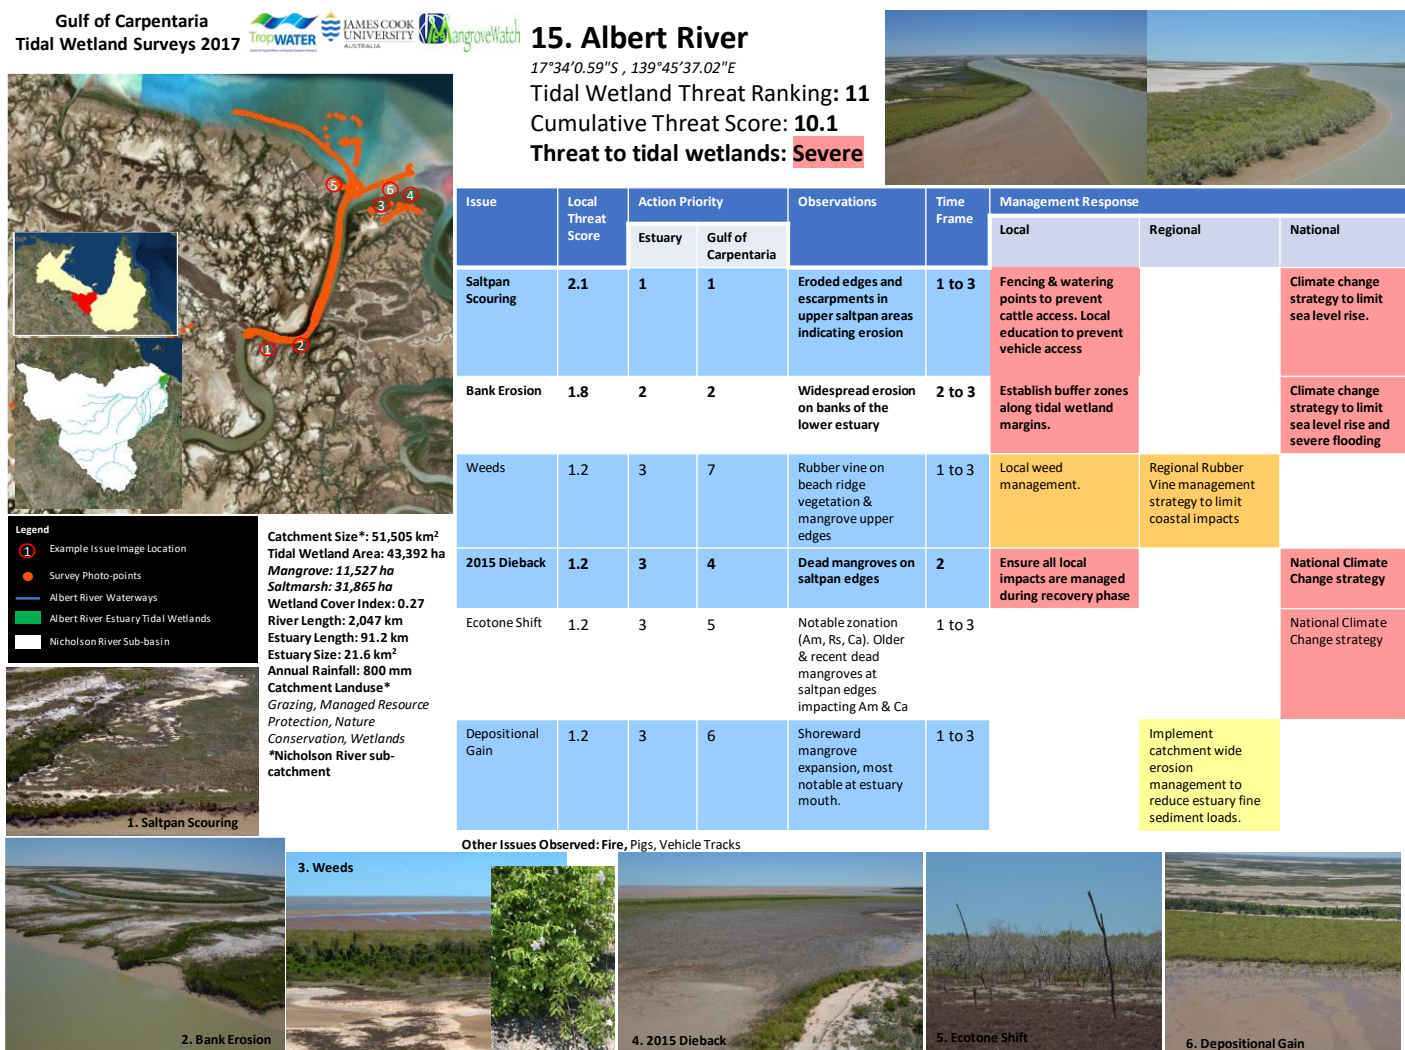 Gulf of Carpentaria
Tidal Wetland Surveys 2017
TropWATER
JAMES COOK
UNIVERSITY
AUSTRALIA
MangroveWatch
15. Albert River
17°34'0.59"S , 139°45'37.02"E
Tidal Wetland Threat Ranking: 11
Cumulative Threat Score: 10.1
Threat to tidal wetlands: Severe
5
6
4
3
1
2
Legend
1 Example Issue Image Location
Survey Photo-points
Albert River Waterways
Albert River Estuary Tidal Wetlands
Nicholson River Sub-basin
Catchment Size*: 51,505 km²
Tidal Wetland Area: 43,392 ha
Mangrove: 11,527 ha
Saltmarsh: 31,865 ha
Wetland Cover Index: 0.27
River Length: 2,047 km
Estuary Length: 91.2 km
Estuary Size: 21.6 km²
Annual Rainfall: 800 mm
Catchment Landuse*
Grazing, Managed Resource
Protection, Nature
Conservation, Wetlands
*Nicholson River sub-
catchment
Issue
Local
Threat
Score
Action Priority
Estuary
Gulf of
Carpentaria
Observations
Time
Frame
Management Response
Local
Regional
National
Saltpan
Scouring
2.1
1
1
Eroded edges and
escarpments in
upper saltpan areas
indicating erosion
1 to 3
Fencing & watering
points to prevent
cattle access. Local
education to prevent
vehicle access
Climate change
strategy to limit
sea level rise.
Bank Erosion
1.8
2
2
Widespread erosion
on banks of the
lower estuary
2 to 3
Establish buffer zones
along tidal wetland
margins.
Climate change
strategy to limit
sea level rise and
severe flooding
Weeds
1.2
3
7
Rubber vine on
beach ridge
vegetation &
mangrove upper
edges
1 to 3
Local weed
management.
Regional Rubber
Vine management
strategy to limit
coastal impacts
2015 Dieback
1.2
3
4
Dead mangroves on
saltpan edges
2
Ensure all local
impacts are managed
during recovery phase
National Climate
Change strategy
Ecotone Shift
1.2
3
5
Notable zonation
(Am, Rs, Ca). Older
& recent dead
mangroves at
saltpan edges
impacting Am & Ca
1 to 3
National Climate
Change strategy
Depositional
Gain
1.2
3
6
Shoreward
mangrove
expansion, most
notable at estuary
mouth.
1 to 3
Implement
catchment wide
erosion
management to
reduce estuary fine
sediment loads.
Other Issues Observed: Fire, Pigs, Vehicle Tracks
1. Saltpan Scouring
2. Bank Erosion
3. Weeds
4. 2015 Dieback
5. Ecotone Shift
6. Depositional Gain